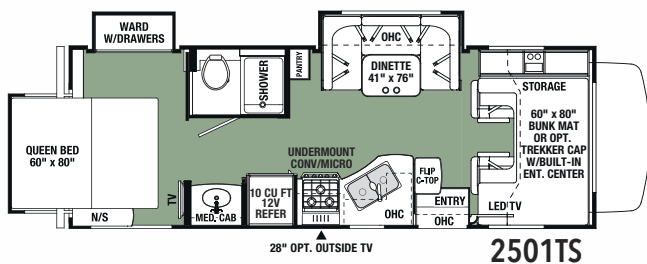 WARD
W/DRAWERS
SHOWER
PANTRY
OHC
DINETTE
41" x 76"
STORAGE
60" x 80"
BUNK MAT
OR OPT.
TREKKER CAP
W/BUILT-IN
ENT. CENTER
QUEEN BED
60" x 80"
UNDERMOUNT
CONV/MICRO
FLIP
C-TOP
TV
N/S
MED. CAB
10 CU FT
12V
REFER
OHC
ENTRY
OHC
LED TV
28" OPT. OUTSIDE TV
2501TS